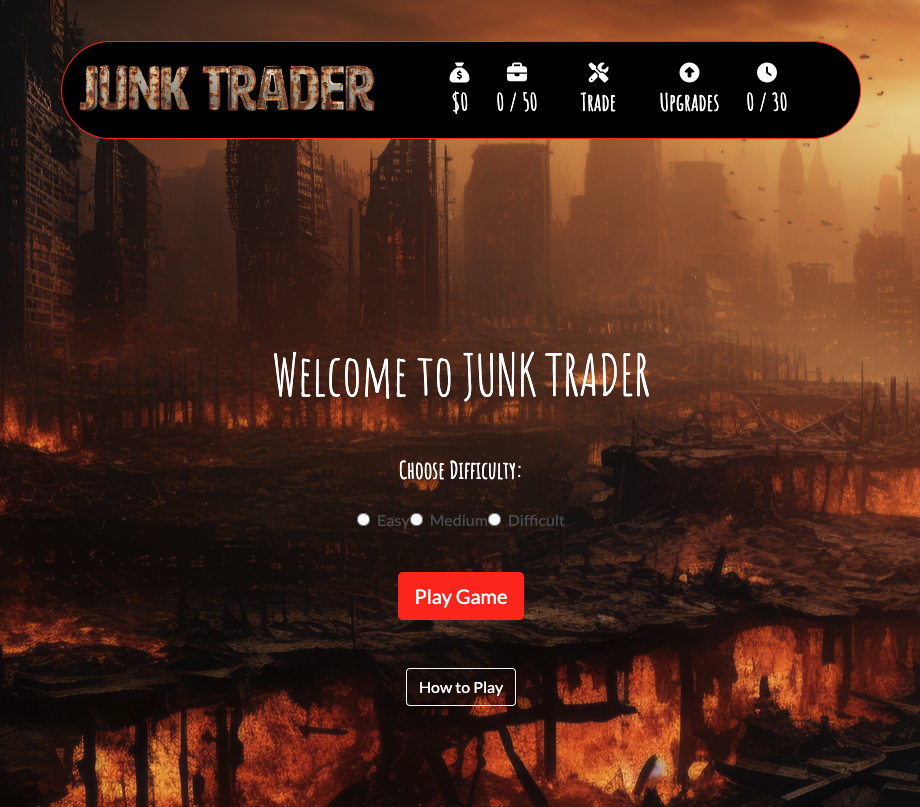 JUNK TRADER
$0
0 / 50
Trade
Upgrades
0 / 30
Welcome to JUNK TRADER
Choose Difficulty:
Easy Medium Difficult
Play Game
How to Play